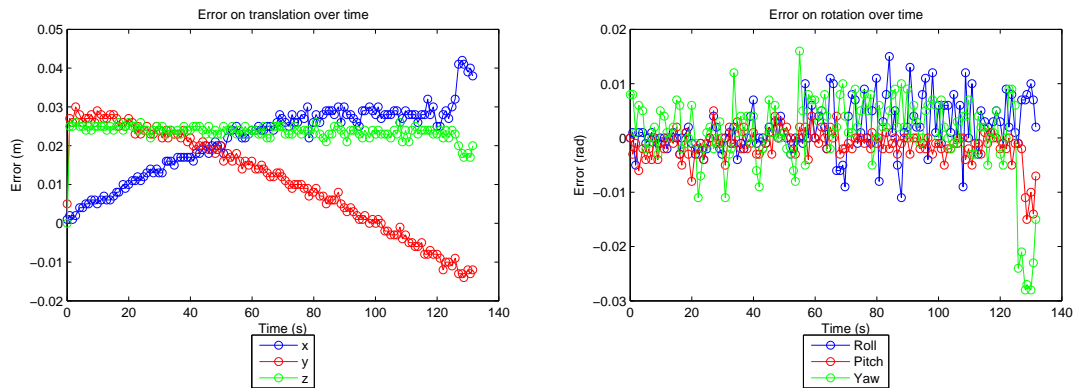 Error on translation over time
0.05
0.04
0.03
0.02
0.01
0
−0.01
−0.02
Error (m)
0 20 40 60 80 100 120 140
Time (s)
x
y
z
Error on rotation over time
0.02
0.01
0
−0.01
−0.02
−0.03
Error (rad)
0 20 40 60 80 100 120 140
Time (s)
Roll
Pitch
Yaw